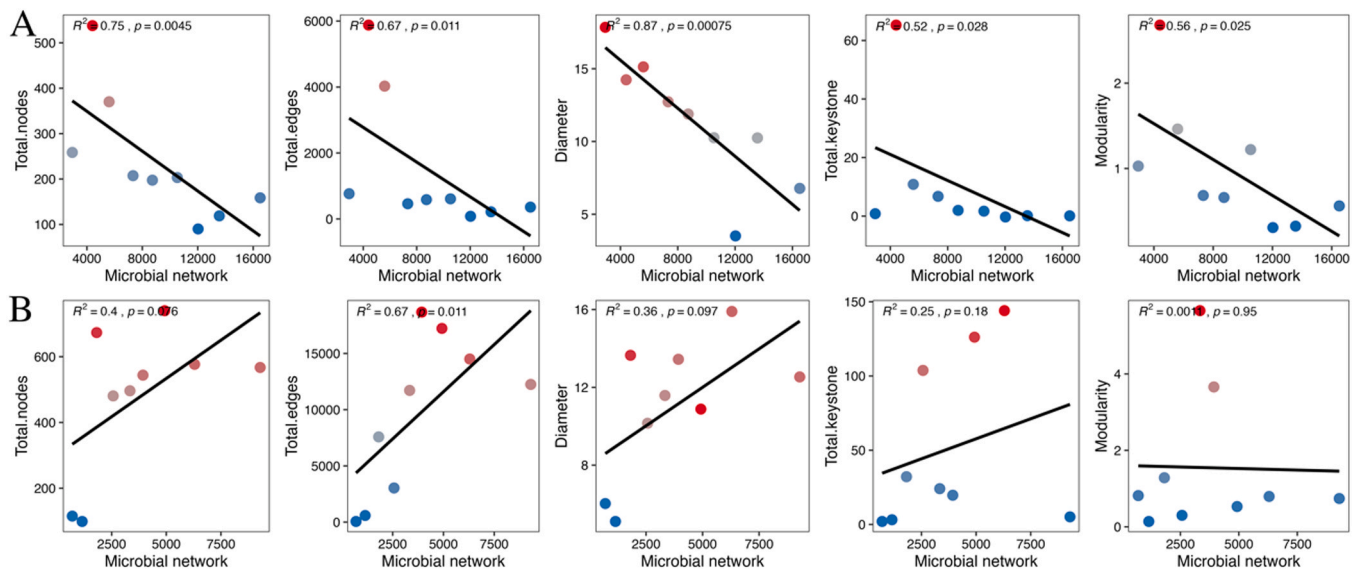 A
R² = 0.75 , p = 0.0045
Total.nodes
500
400
300
200
100
4000 8000 12000 16000
Microbial network
R² = 0.67 , p = 0.011
Total.edges
6000
4000
2000
0
4000 8000 12000 16000
Microbial network
R² = 0.87 , p = 0.00075
Diameter
15
10
5
4000 8000 12000 16000
Microbial network
R² = 0.52 , p = 0.028
Total.keystone
60
40
20
0
4000 8000 12000 16000
Microbial network
R² = 0.56 , p = 0.025
Modularity
2
1
4000 8000 12000 16000
Microbial network
B
R² = 0.4 , p = 0.076
Total.nodes
600
400
200
2500 5000 7500
Microbial network
R² = 0.67 , p = 0.011
Total.edges
15000
10000
5000
0
2500 5000 7500
Microbial network
R² = 0.36 , p = 0.097
Diameter
16
12
8
2500 5000 7500
Microbial network
R² = 0.25 , p = 0.18
Total.keystone
150
100
50
0
2500 5000 7500
Microbial network
R² = 0.0011 , p = 0.95
Modularity
4
2
0
2500 5000 7500
Microbial network